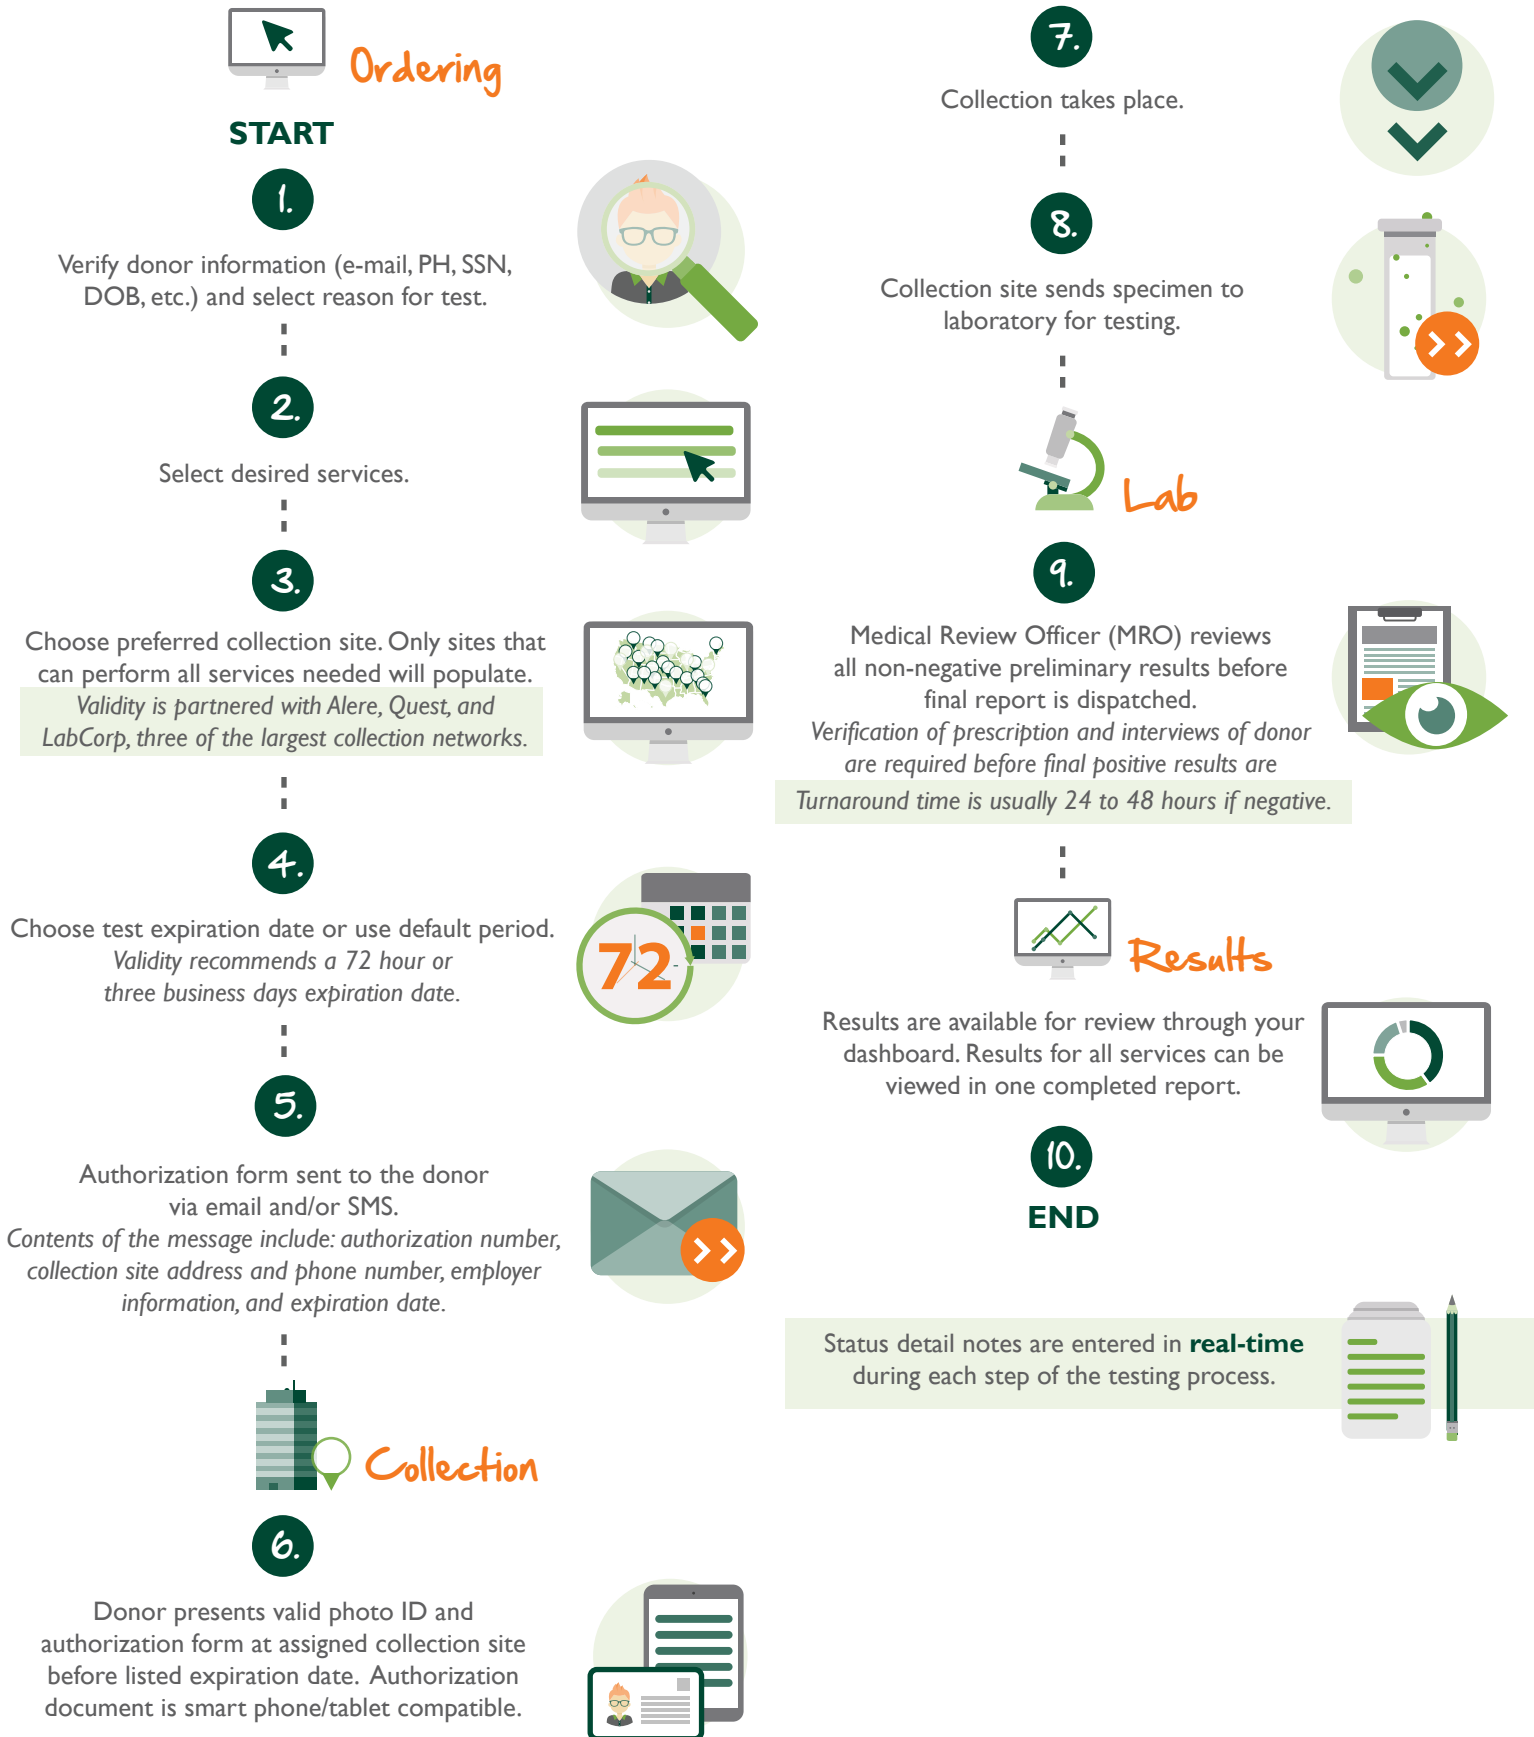 Ordering
START
1.
Verify donor information (e-mail, PH, SSN,
DOB, etc.) and select reason for test.
2.
Select desired services.
3.
Choose preferred collection site. Only sites that
can perform all services needed will populate.
Validity is partnered with Alere, Quest, and
LabCorp, three of the largest collection networks.
4.
Choose test expiration date or use default period.
Validity recommends a 72 hour or
three business days expiration date.
72
5.
Authorization form sent to the donor
via email and/or SMS.
Contents of the message include: authorization number,
collection site address and phone number, employer
information, and expiration date.
Collection
6.
Donor presents valid photo ID and
authorization form at assigned collection site
before listed expiration date. Authorization
document is smart phone/tablet compatible.
7.
Collection takes place.
8.
Collection site sends specimen to
laboratory for testing.
Lab
9.
Medical Review Officer (MRO) reviews
all non-negative preliminary results before
final report is dispatched.
Verification of prescription and interviews of donor
are required before final positive results are
Turnaround time is usually 24 to 48 hours if negative.
Results
Results are available for review through your
dashboard. Results for all services can be
viewed in one completed report.
10.
END
Status detail notes are entered in real-time
during each step of the testing process.